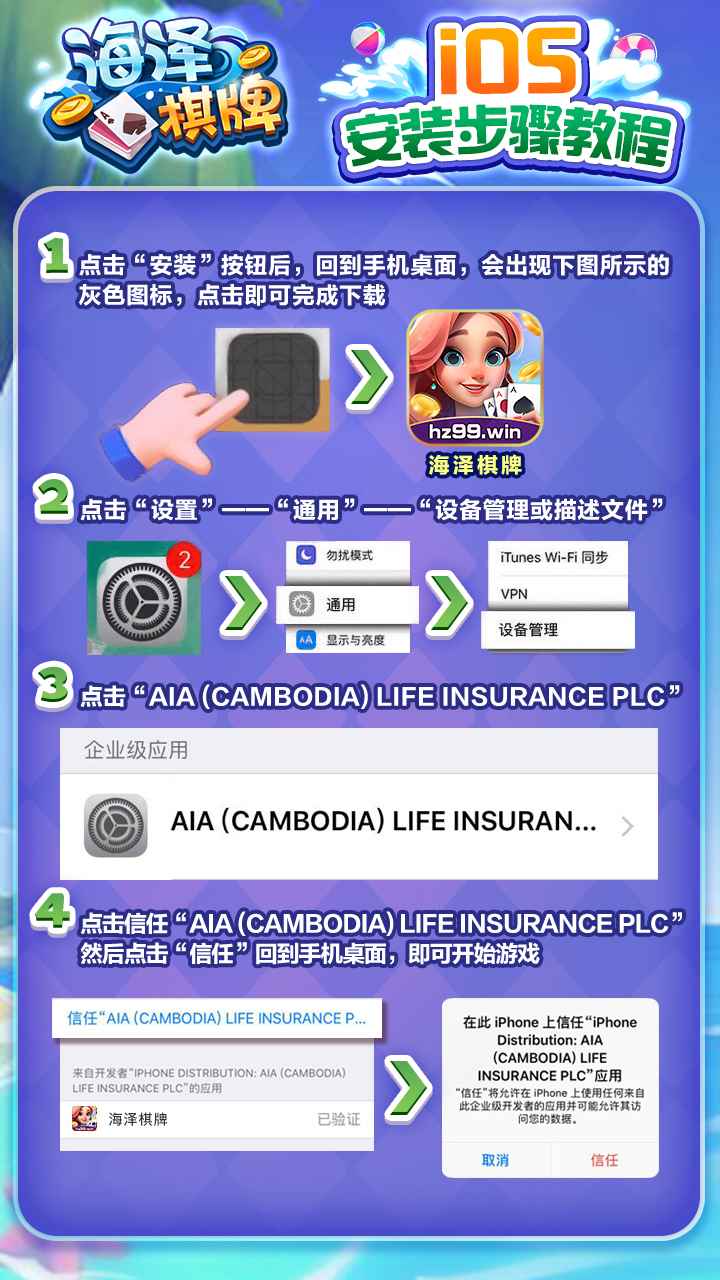 海泽
棋牌
iOS
安装步骤教程
1
点击“安装”按钮后，回到手机桌面，会出现下图所示的
灰色图标，点击即可完成下载
hz99.win
海泽棋牌
2
点击“设置”——“通用”——“设备管理或描述文件”
2
勿扰模式
通用
AA 显示与亮度
iTunes Wi-Fi 同步
VPN
设备管理
3
点击“AIA (CAMBODIA) LIFE INSURANCE PLC”
企业级应用
AIA (CAMBODIA) LIFE INSURAN...
4
点击信任“AIA (CAMBODIA) LIFE INSURANCE PLC”
然后点击“信任”回到手机桌面，即可开始游戏
信任“AIA (CAMBODIA) LIFE INSURANCE P...
来自开发者“IPHONE DISTRIBUTION: AIA (CAMBODIA)
LIFE INSURANCE PLC”的应用
海泽棋牌 已验证
在此 iPhone 上信任“iPhone
Distribution: AIA
(CAMBODIA) LIFE
INSURANCE PLC”应用
“信任”将允许在 iPhone 上使用任何来自
此企业级开发者的应用并可能允许其访
问您的数据。
取消 信任